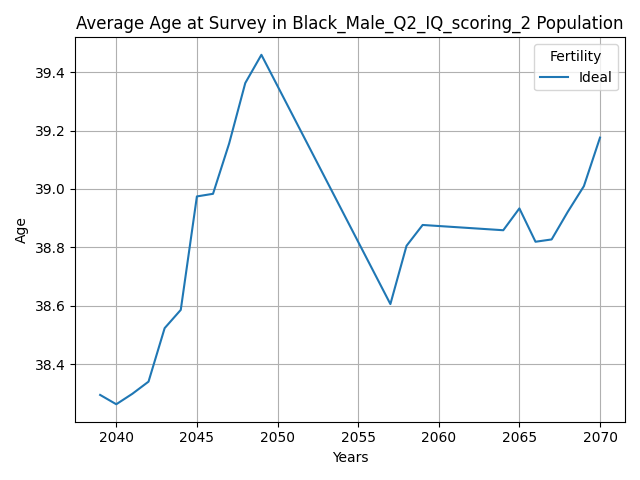 Average Age at Survey in Black_Male_Q2_IQ_scoring_2 Population
Fertility
Ideal
39.4
39.2
39.0
38.8
38.6
38.4
Age
2040 2045 2050 2055 2060 2065 2070
Years